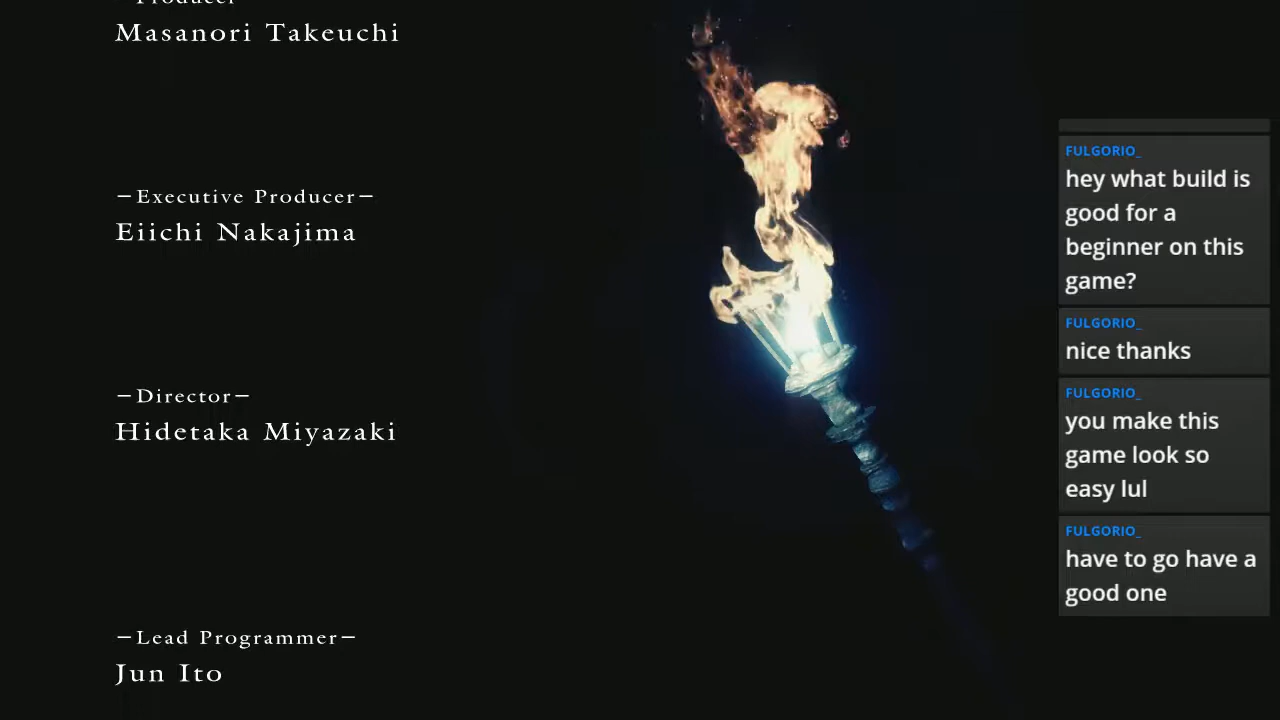 -Producer-
Masanori Takeuchi
-Executive Producer-
Eiichi Nakajima
-Director-
Hidetaka Miyazaki
-Lead Programmer-
Jun Ito
FULGORIO_
hey what build is
good for a
beginner on this
game?
FULGORIO_
nice thanks
FULGORIO_
you make this
game look so
easy lul
FULGORIO_
have to go have a
good one